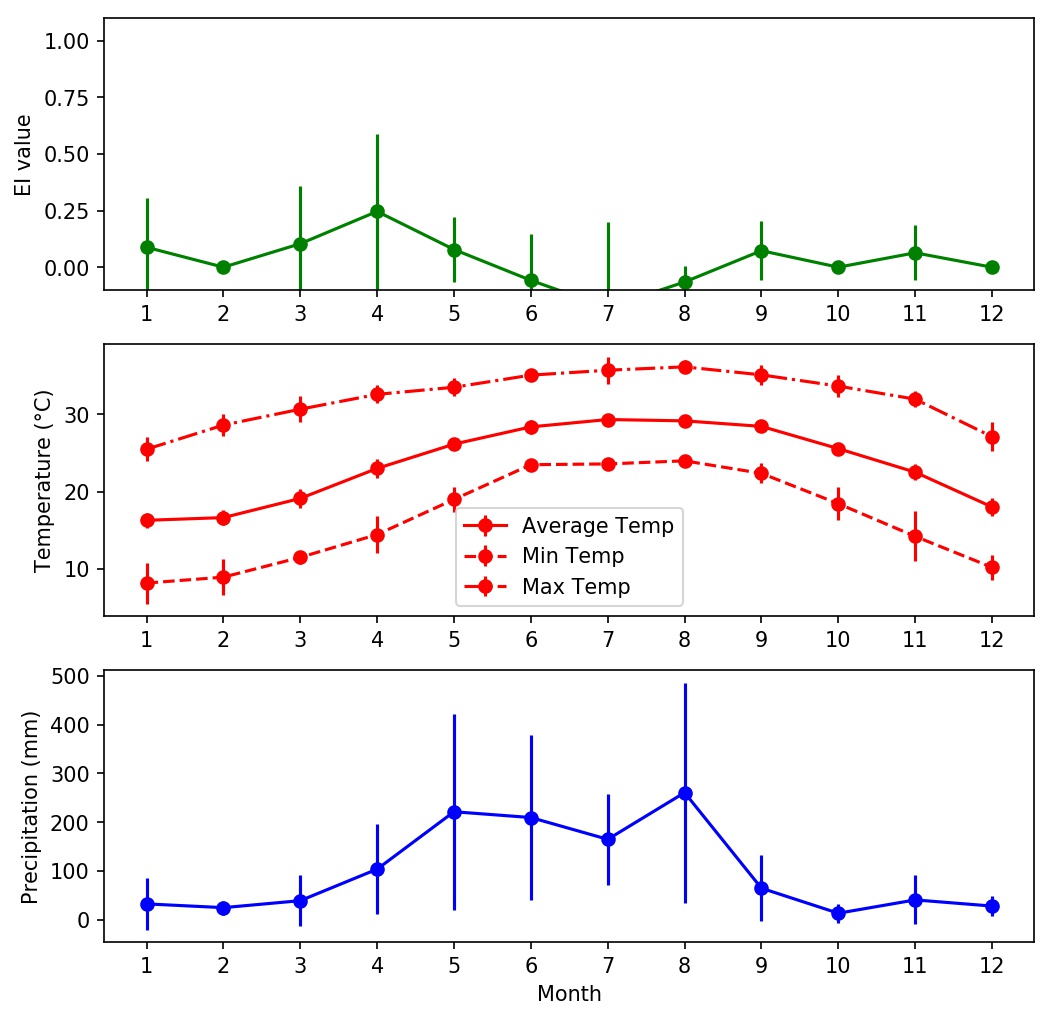 1.00
0.75
0.50
0.25
0.00
EI value
1 2 3 4 5 6 7 8 9 10 11 12
30
20
10
Temperature (°C)
Average Temp
Min Temp
Max Temp
1 2 3 4 5 6 7 8 9 10 11 12
500
400
300
200
100
0
Precipitation (mm)
1 2 3 4 5 6 7 8 9 10 11 12
Month